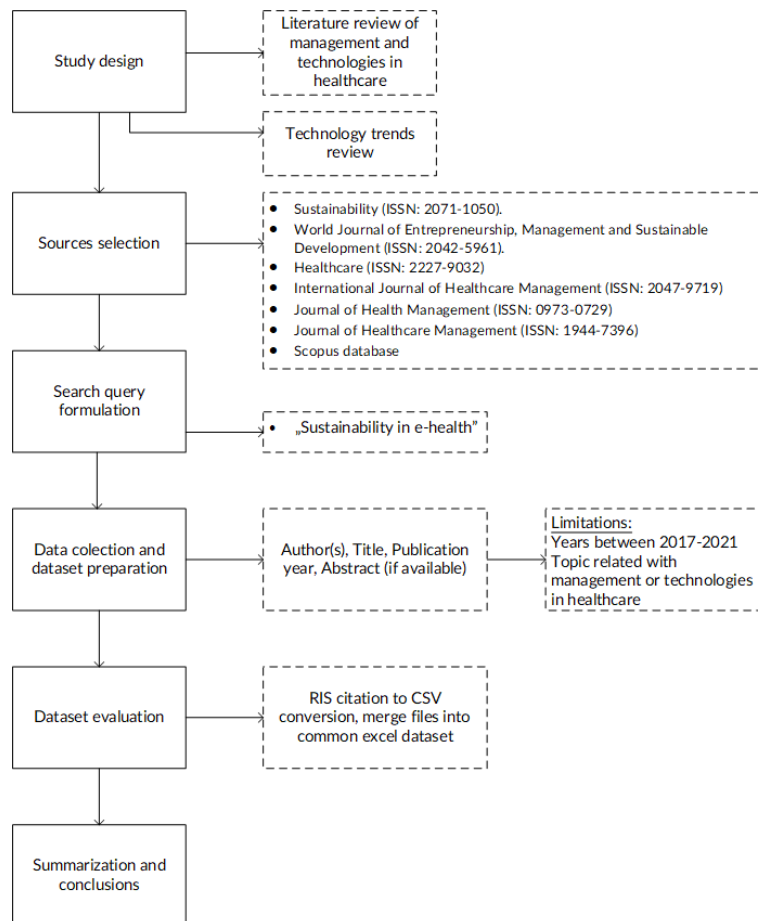 Study design
Literature review of
management and
technologies in
healthcare
Technology trends
review
Sources selection
• Sustainability (ISSN: 2071-1050).
• World Journal of Entrepreneurship, Management and Sustainable
Development (ISSN: 2042-5961).
• Healthcare (ISSN: 2227-9032)
• International Journal of Healthcare Management (ISSN: 2047-9719)
• Journal of Health Management (ISSN: 0973-0729)
• Journal of Healthcare Management (ISSN: 1944-7396)
• Scopus database
Search query
formulation
• „Sustainability in e-health”
Data colection and
dataset preparation
Author(s), Title, Publication
year, Abstract (if available)
Limitations:
Years between 2017-2021
Topic related with
management or technologies
in healthcare
Dataset evaluation
RIS citation to CSV
conversion, merge files into
common excel dataset
Summarization and
conclusions